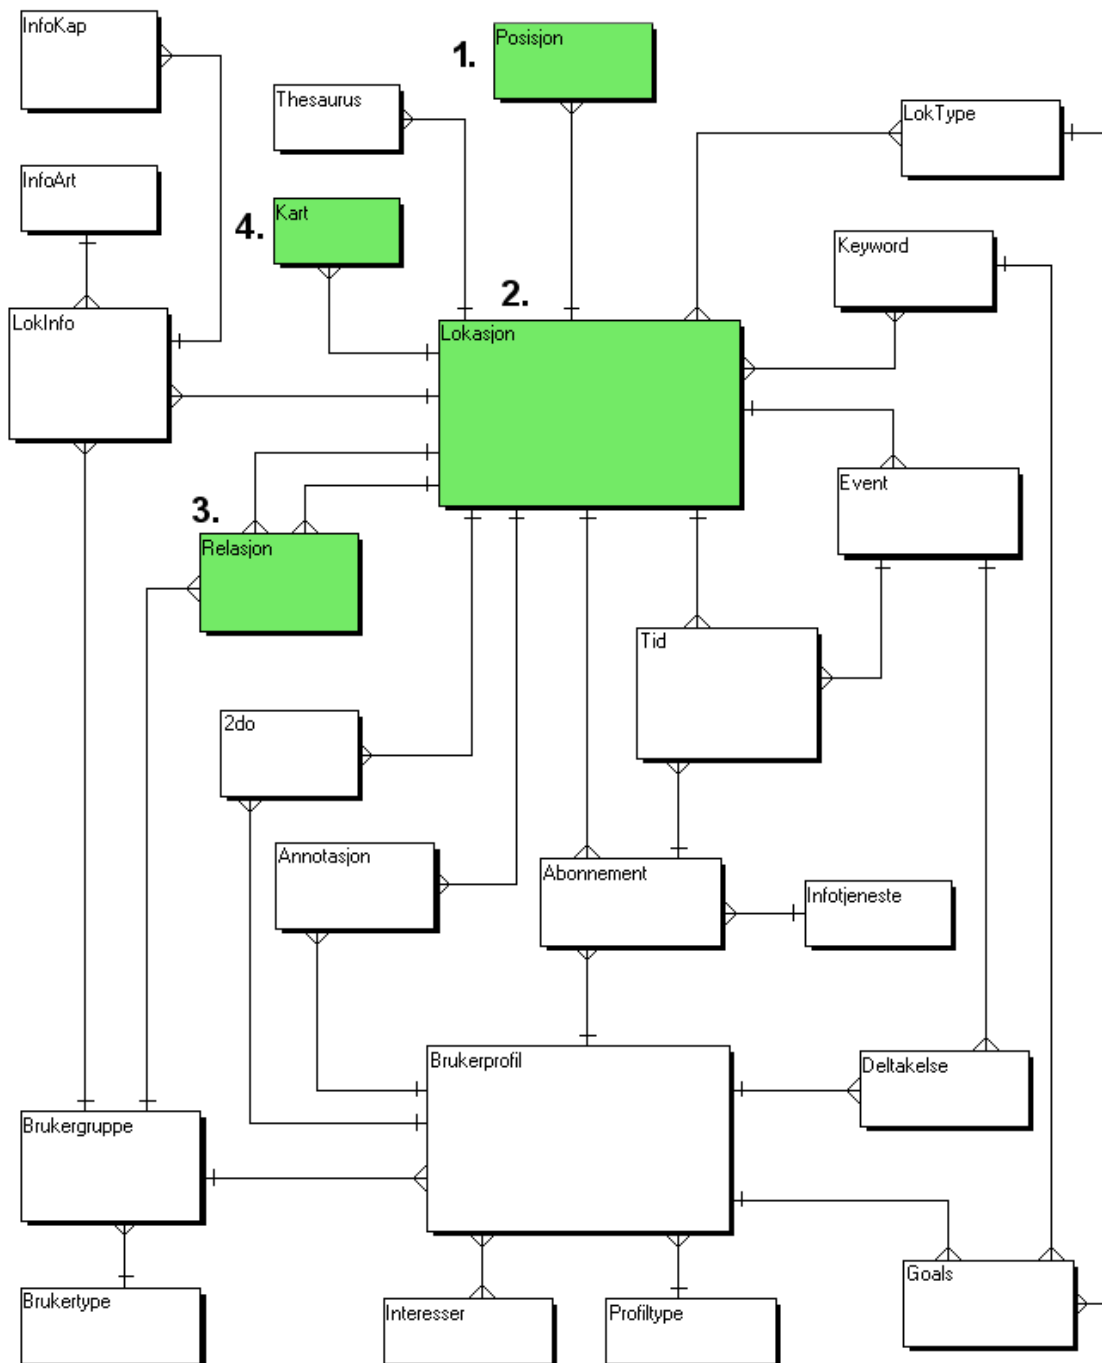 InfoKap
1.
Posisjon
Thesaurus
LokType
InfoArt
4.
Kart
Keyword
2.
LokInfo
Lokasjon
Event
3.
Relasjon
Tid
2do
Annotasjon
Abonnement
Infotjeneste
Brukerprofil
Deltakelse
Brukergruppe
Goals
Brukertype
Interesser
Profiltype